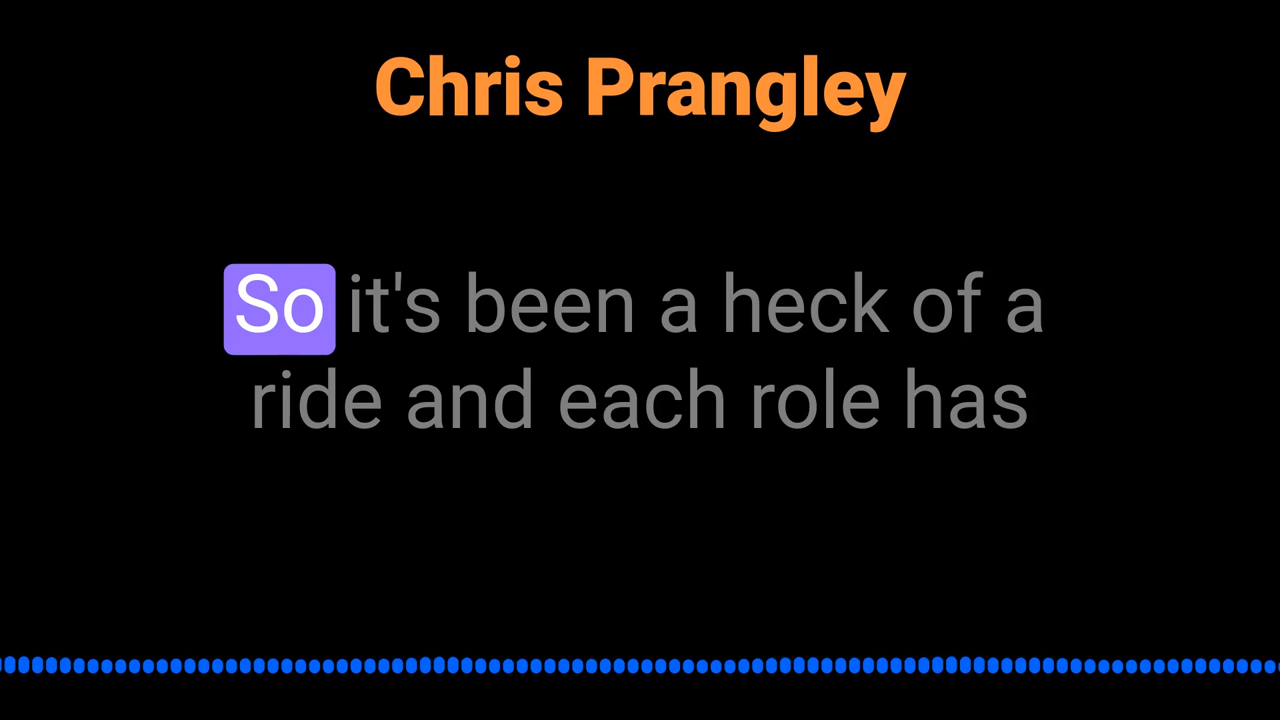 Chris Prangley
So it's been a heck of a
ride and each role has